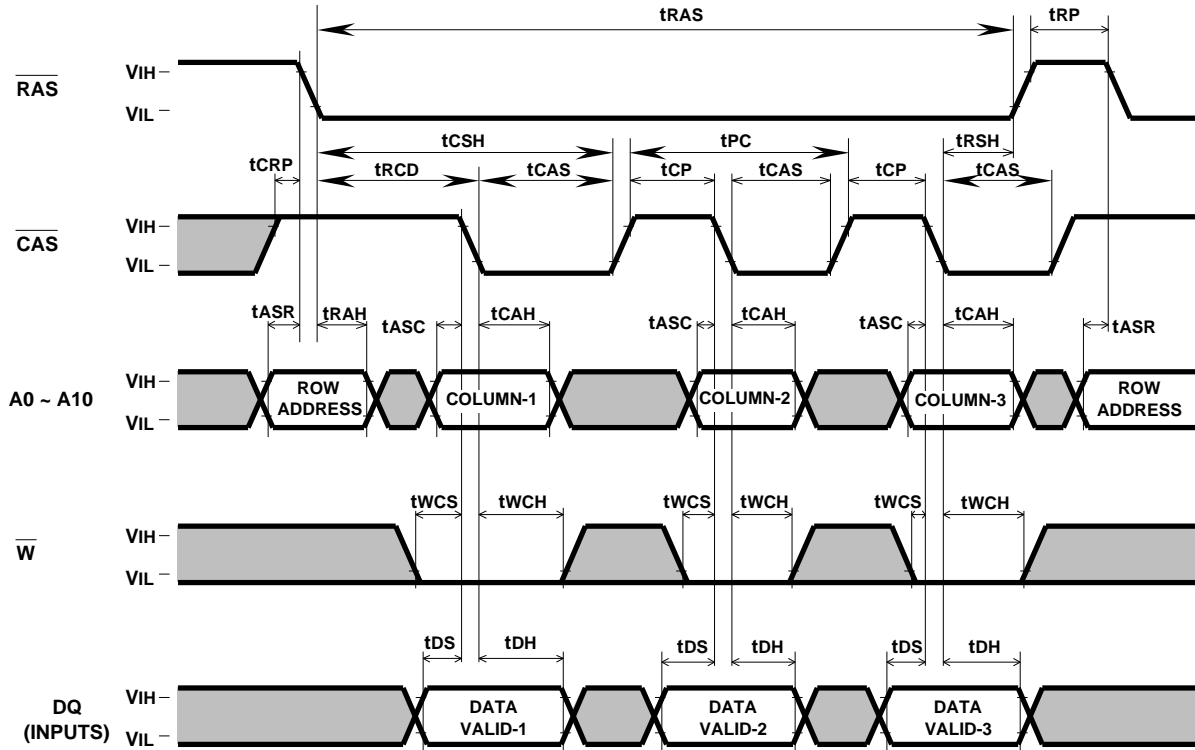 tRAS
tRP
RAS
VIH
VIL
tCSH
tPC
tRSH
tCRP
tRCD
tCAS
tCP
tCAS
tCP
tCAS
CAS
VIH
VIL
tASR
tRAH
tASC
tCAH
tASC
tCAH
tASC
tCAH
tASR
A0 ~ A10
VIH
VIL
ROW
ADDRESS
COLUMN-1
COLUMN-2
COLUMN-3
ROW
ADDRESS
tWCS
tWCH
tWCS
tWCH
tWCS
tWCH
W
VIH
VIL
tDS
tDH
tDS
tDH
tDS
tDH
DQ
(INPUTS)
VIH
VIL
DATA
VALID-1
DATA
VALID-2
DATA
VALID-3